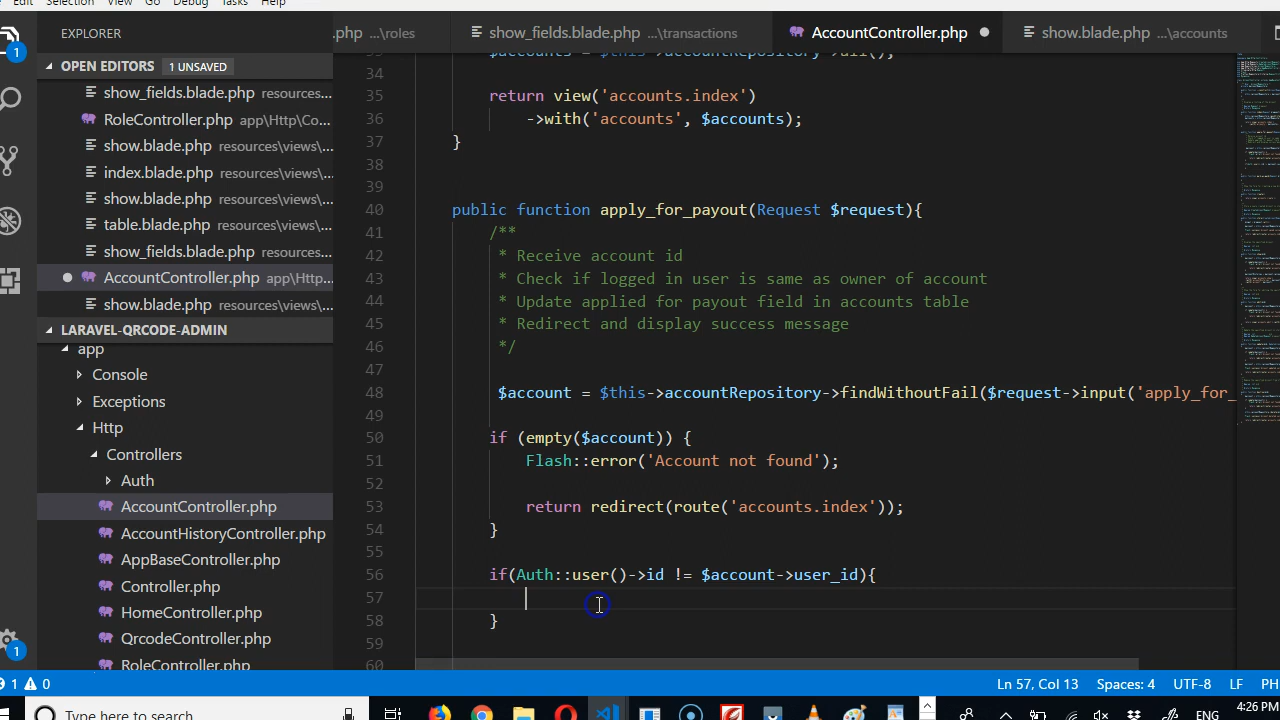 Edit Selection View Go Debug Tasks Help
EXPLORER
.php ...\roles
show_fields.blade.php ...\transactions
AccountController.php
show.blade.php ...\accounts
OPEN EDITORS 1 UNSAVED
show_fields.blade.php resources...
RoleController.php app\Http\Co...
show.blade.php resources\views\...
index.blade.php resources\views\...
show.blade.php resources\views\...
table.blade.php resources\views\...
show_fields.blade.php resources...
AccountController.php app\Http...
show.blade.php resources\views\...
LARAVEL-QRCODE-ADMIN
app
Console
Exceptions
Http
Controllers
Auth
AccountController.php
AccountHistoryController.php
AppBaseController.php
Controller.php
HomeController.php
QrcodeController.php
RoleController.php
33 $accounts = $this->accountRepository->all();
34
35 return view('accounts.index')
36 ->with('accounts', $accounts);
37 }
38
39
40 public function apply_for_payout(Request $request){
41 /**
42 * Receive account id
43 * Check if logged in user is same as owner of account
44 * Update applied for payout field in accounts table
45 * Redirect and display success message
46 */
47
48 $account = $this->accountRepository->findWithoutFail($request->input('apply_for_
49
50 if (empty($account)) {
51 Flash::error('Account not found');
52
53 return redirect(route('accounts.index'));
54 }
55
56 if(Auth::user()->id != $account->user_id){
57
58 }
59
60
1 0
Ln 57, Col 13 Spaces: 4 UTF-8 LF PH
Type here to search
ENG
4:26 PM
1
1